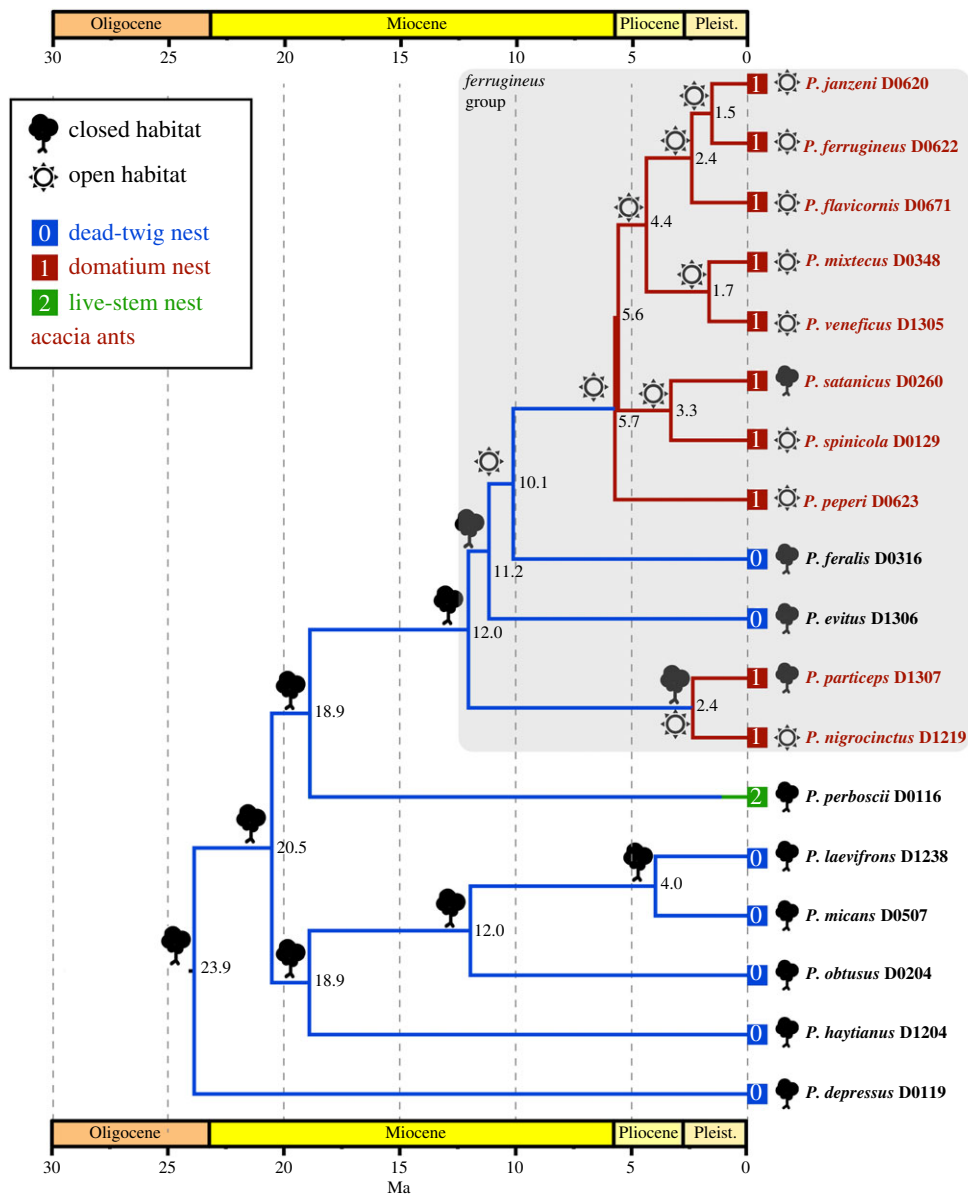 Oligocene Miocene Pliocene Pleist.
30 25 20 15 10 5 0
ferrugineus
group
closed habitat
open habitat
0 dead-twig nest
1 domatium nest
2 live-stem nest
acacia ants
1 P. janzeni D0620
1.5
1 P. ferrugineus D0622
2.4
1 P. flavicornis D0671
4.4
1 P. mixtecus D0348
1.7
1 P. veneficus D1305
5.6
1 P. satanicus D0260
3.3
5.7
1 P. spinicola D0129
10.1
1 P. peperi D0623
0 P. feralis D0316
11.2
0 P. evitus D1306
12.0
1 P. particeps D1307
2.4
18.9
1 P. nigrocinctus D1219
2 P. perboscii D0116
20.5
0 P. laevifrons D1238
4.0
0 P. micans D0507
12.0
23.9
0 P. obtusus D0204
18.9
0 P. haytianus D1204
0 P. depressus D0119
Oligocene Miocene Pliocene Pleist.
30 25 20 15 10 5 0
Ma